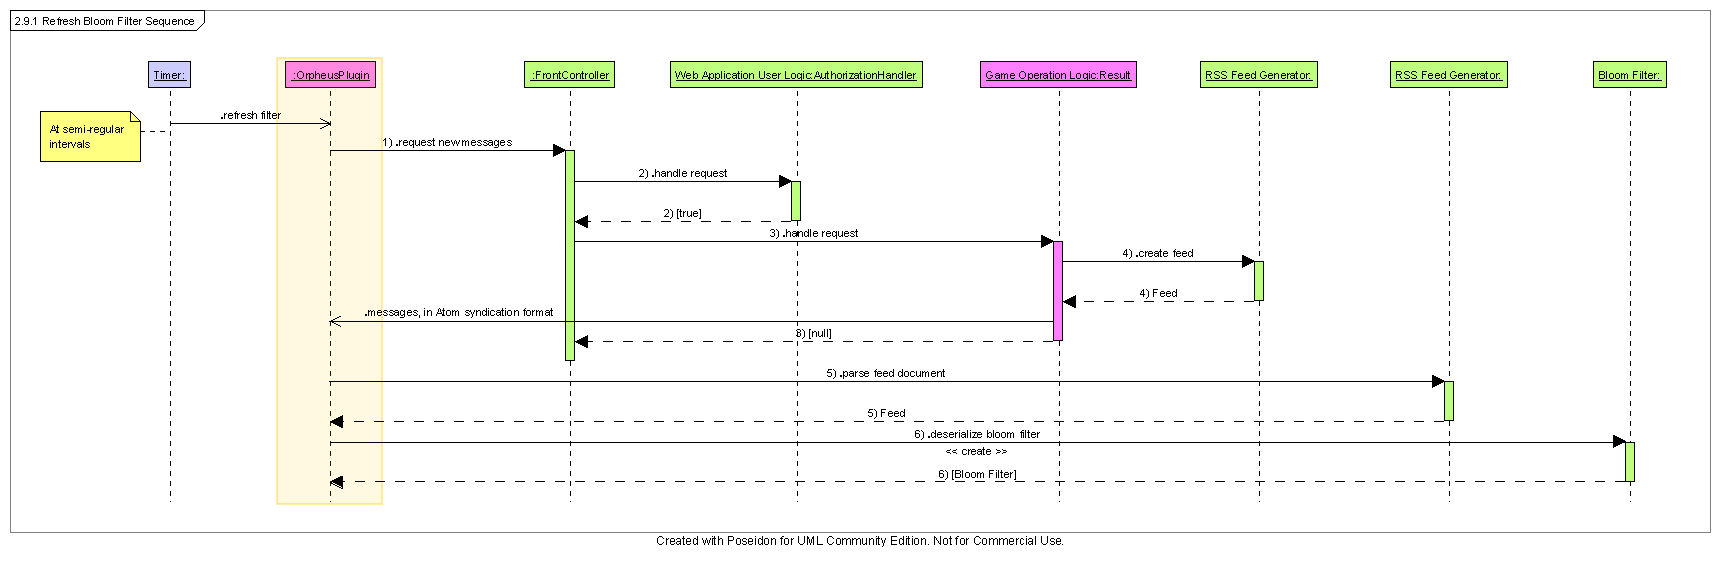 2.9.1 Refresh Bloom Filter Sequence
Timer:
:OrpheusPlugin
:FrontController
Web Application User Logic:AuthorizationHandler
Game Operation Logic:Result
RSS Feed Generator:
RSS Feed Generator:
Bloom Filter:
At semi-regular
intervals
.refresh filter
1) .request new messages
2) .handle request
2) [true]
3) .handle request
4) .create feed
4) Feed
.messages, in Atom syndication format
3) [null]
5) .parse feed document
5) Feed
6) .deserialize bloom filter
<< create >>
6) [Bloom Filter]
Created with Poseidon for UML Community Edition. Not for Commercial Use.